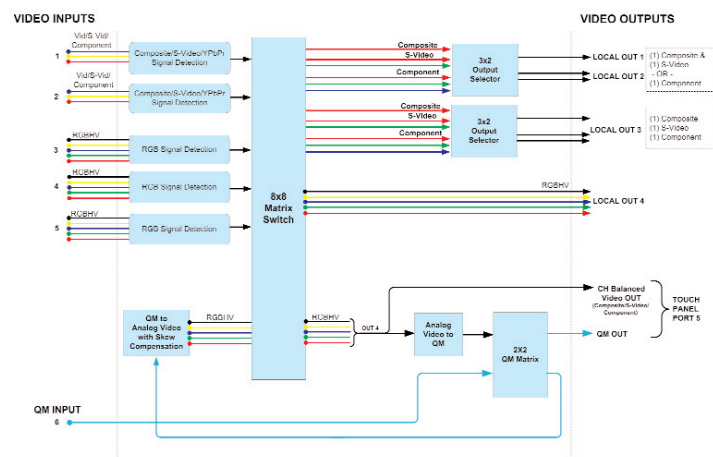 VIDEO INPUTS
VIDEO OUTPUTS
Vid/S Vid/
Component
1
Composite/S-Video/YPbPr
Signal Detection
Vid/S-Vid/
Component
2
Composite/S-Video/YPbPr
Signal Detection
RGBHV
3
RGB Signal Detection
RGBHV
4
RGB Signal Detection
RGBHV
5
RGB Signal Detection
8x8
Matrix
Switch
Composite
S-Video
Component
3x2
Output
Selector
LOCAL OUT 1
LOCAL OUT 2
(1) Composite &
(1) S-Video
- OR -
(1) Component
Composite
S-Video
Component
3x2
Output
Selector
LOCAL OUT 3
(1) Composite
(1) S-Video
(1) Component
RGBHV
LOCAL OUT 4
QM to
Analog Video
with Skew
Compensation
RGBHV
RGBHV
OUT 4
Analog
Video to
QM
2X2
QM Matrix
CH Balanced
Video OUT
(Composite/S-Video/
Component)
QM OUT
TOUCH
PANEL
PORT 5
QM INPUT
6